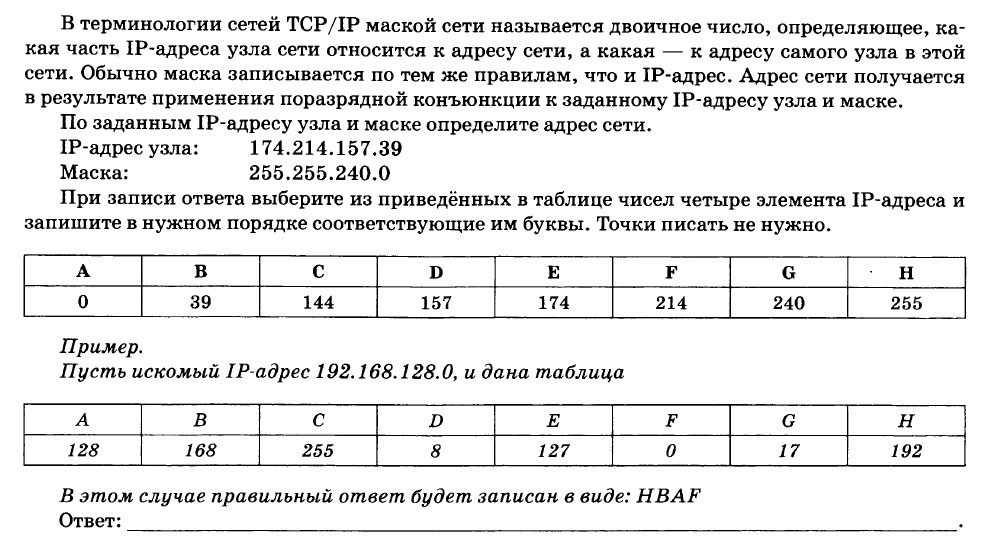 В терминологии сетей TCP/IP маской сети называется двоичное число, определяющее, ка-
кая часть IP-адреса узла сети относится к адресу сети, а какая — к адресу самого узла в этой
сети. Обычно маска записывается по тем же правилам, что и IP-адрес. Адрес сети получается
в результате применения поразрядной конъюнкции к заданному IP-адресу узла и маске.
По заданным IP-адресу узла и маске определите адрес сети.
IP-адрес узла: 174.214.157.39
Маска: 255.255.240.0
При записи ответа выберите из приведённых в таблице чисел четыре элемента IP-адреса и
запишите в нужном порядке соответствующие им буквы. Точки писать не нужно.
A B C D E F G H
0 39 144 157 174 214 240 255
Пример.
Пусть искомый IP-адрес 192.168.128.0, и дана таблица
A B C D E F G H
128 168 255 8 127 0 17 192
В этом случае правильный ответ будет записан в виде: HBAF
Ответ: .